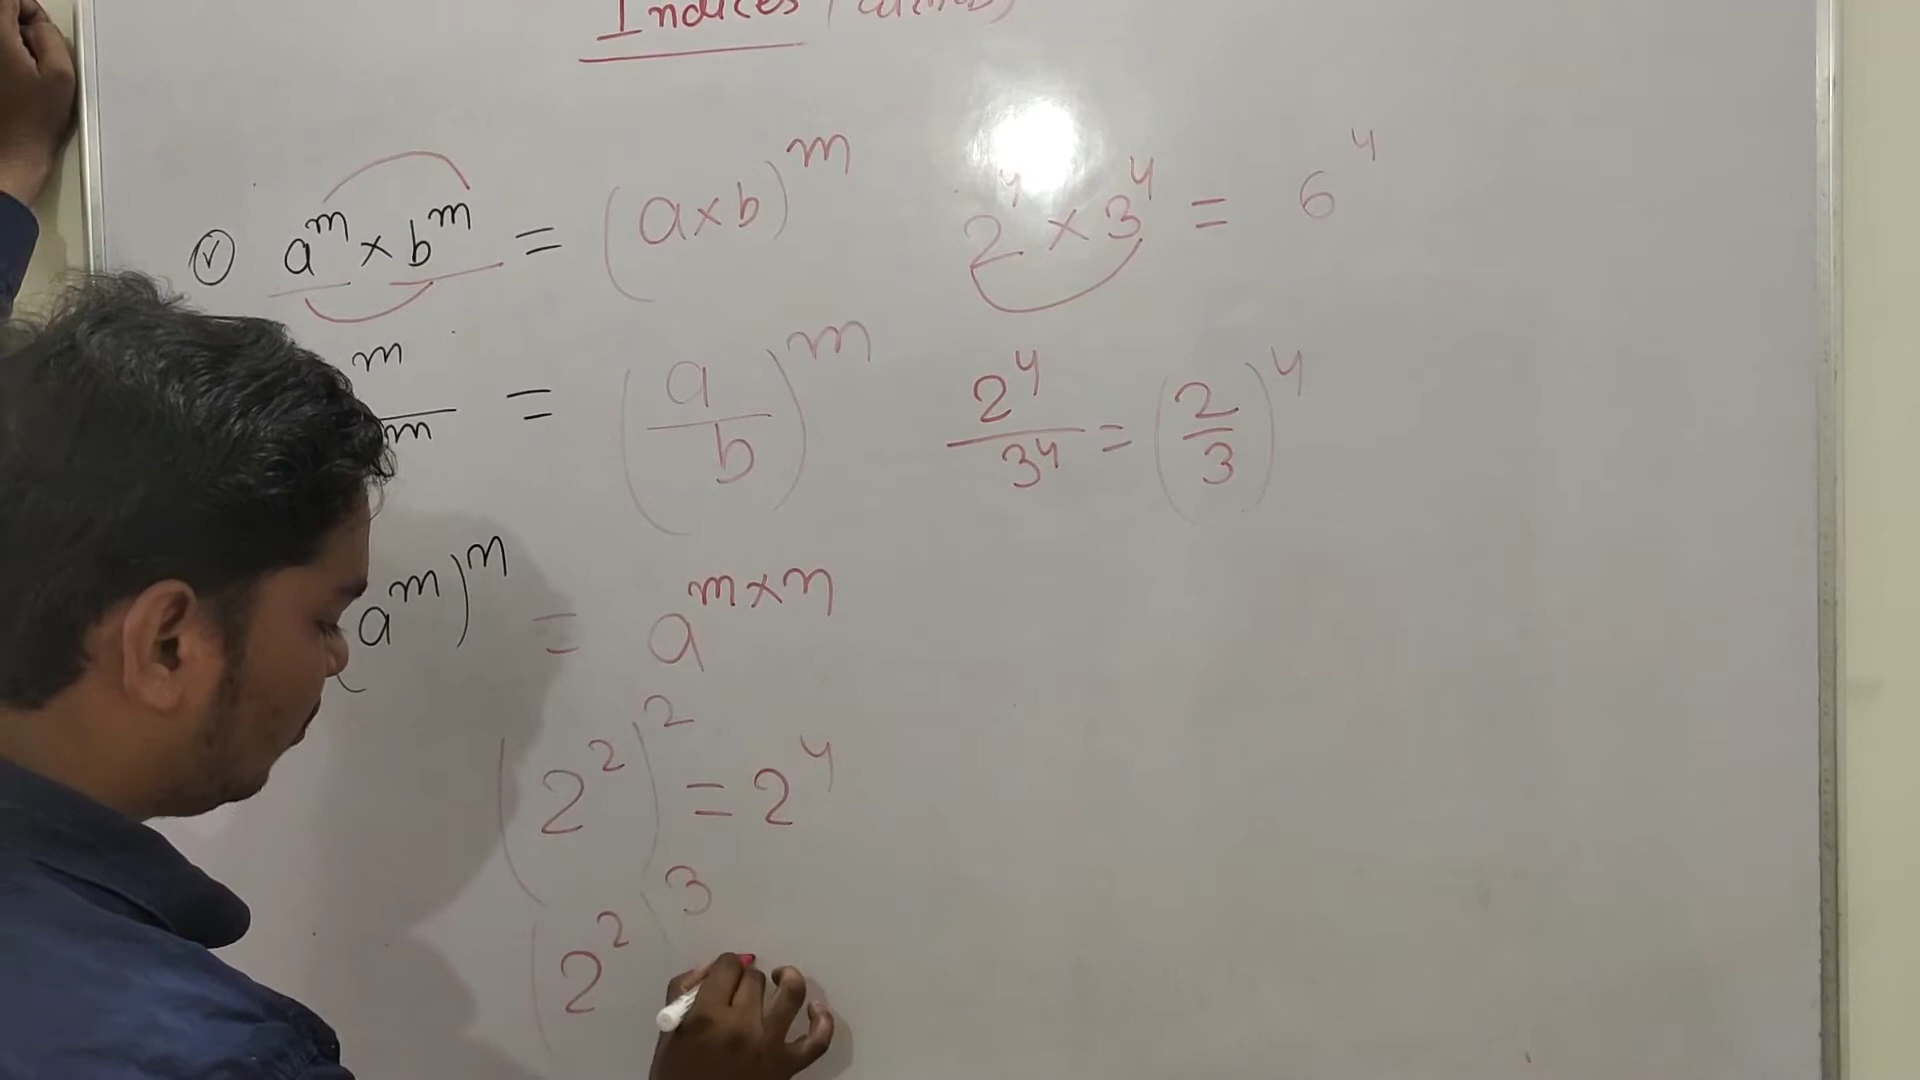 Indices
(v) a^m × b^m = (a×b)^m 2^4 × 3^4 = 6^4
m / m = (a/b)^m 2^4/3^4 = (2/3)^4
(a^m)^n = a^{m×n}
(2^2)^2 = 2^4
(2^2)^3